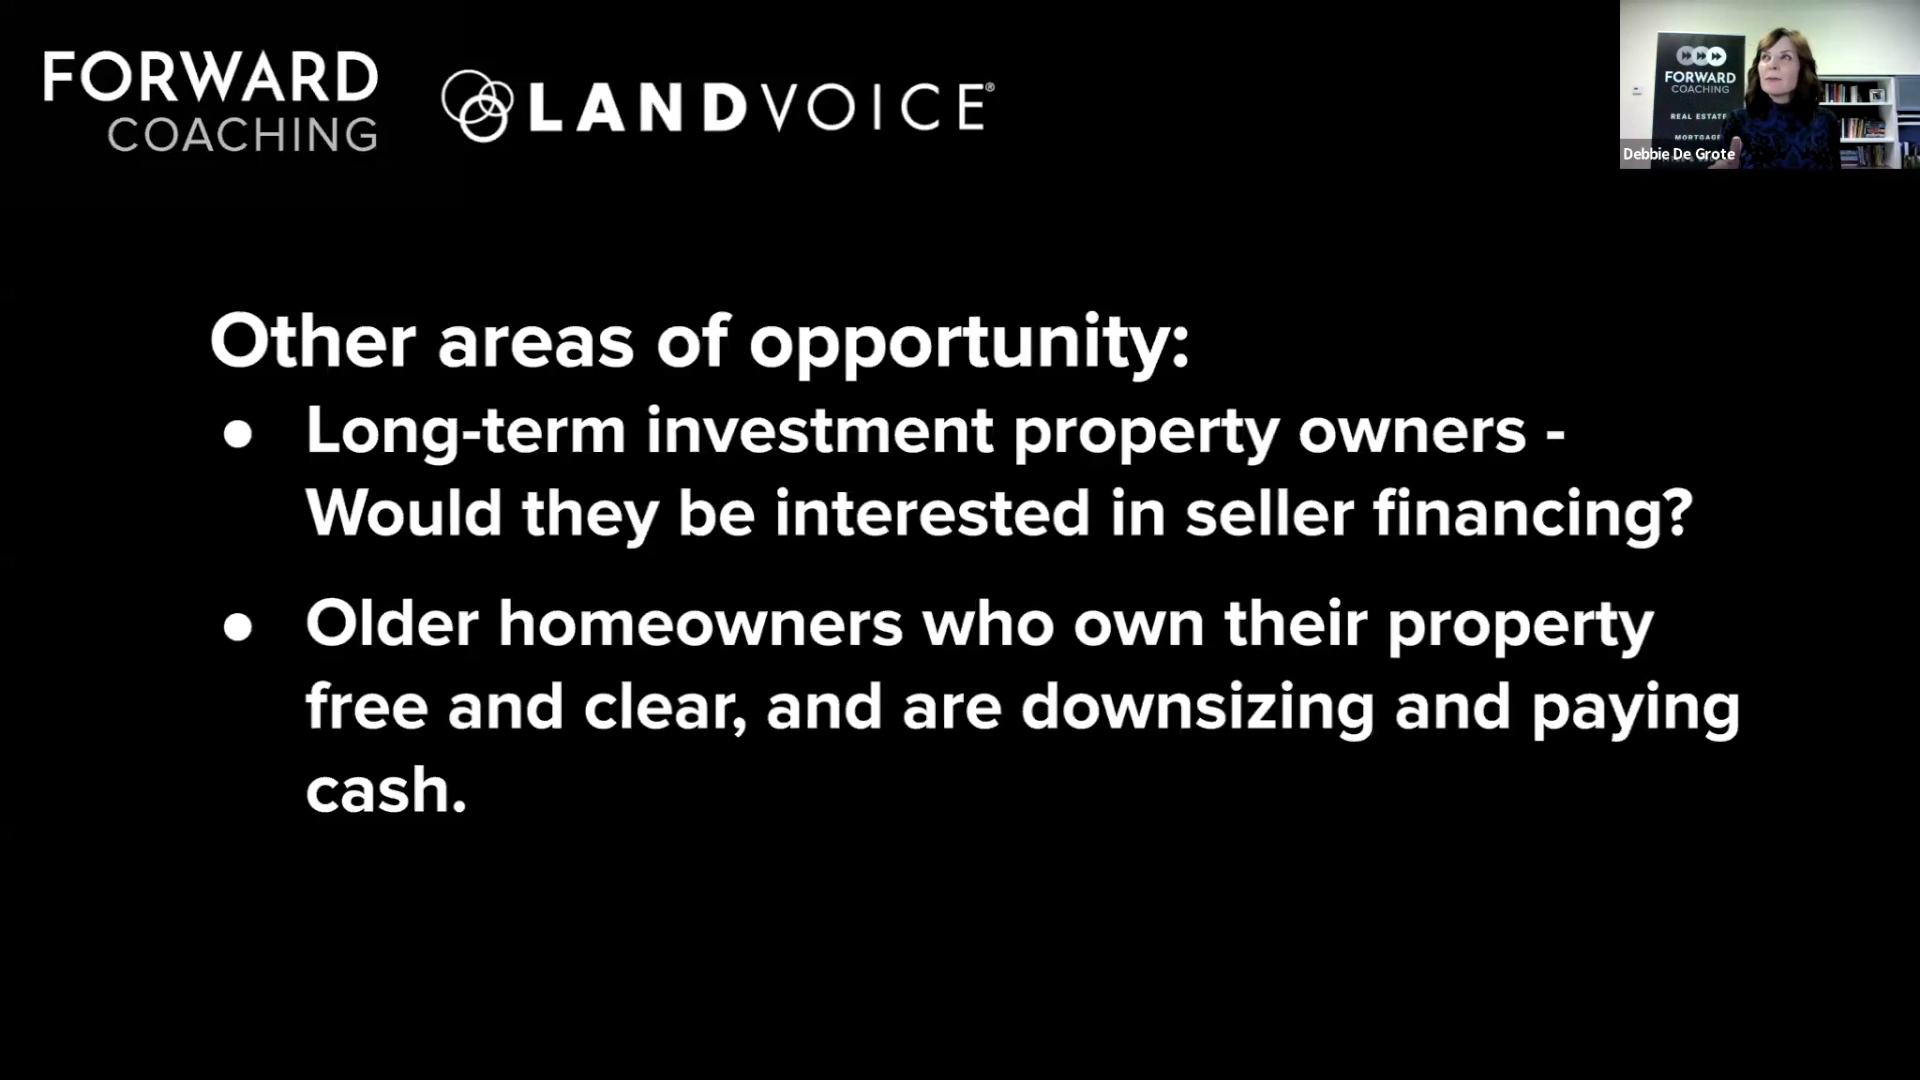 FORWARD
COACHING
LANDVOICE®
FORWARD
COACHING
REAL ESTATE
MORTGAGE
Debbie De Grote
Other areas of opportunity:
● Long-term investment property owners -
Would they be interested in seller financing?
● Older homeowners who own their property
free and clear, and are downsizing and paying
cash.